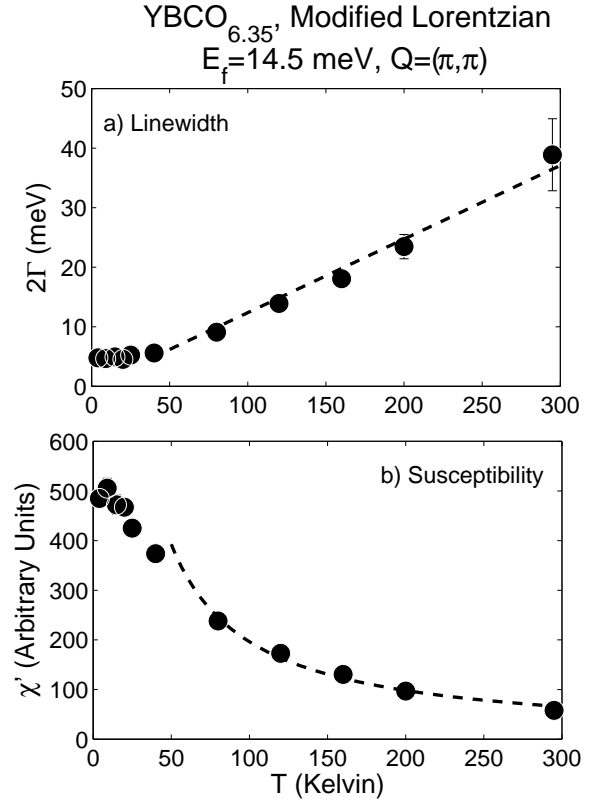 YBCO6.35, Modified Lorentzian
Ef=14.5 meV, Q=(π,π)
50
40
30
20
10
0
2Γ (meV)
a) Linewidth
0 50 100 150 200 250 300
600
500
400
300
200
100
0
χ' (Arbitrary Units)
b) Susceptibility
0 50 100 150 200 250 300
T (Kelvin)